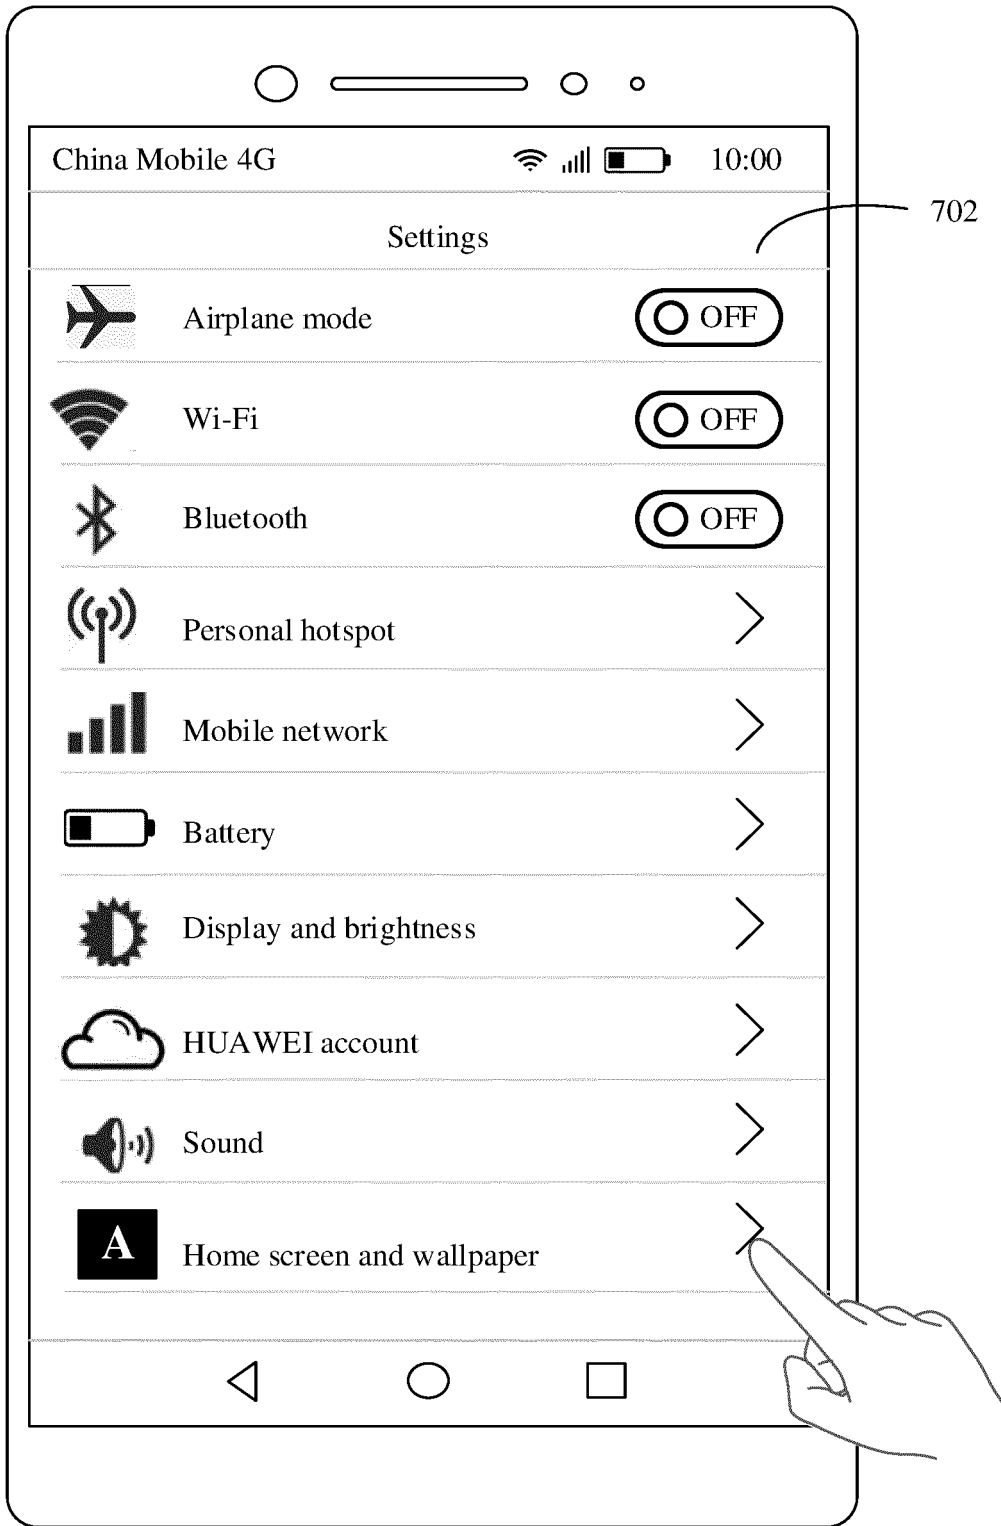 China Mobile 4G 10:00
702
Settings
Airplane mode OFF
Wi-Fi OFF
Bluetooth OFF
Personal hotspot
Mobile network
Battery
Display and brightness
HUAWEI account
Sound
A Home screen and wallpaper